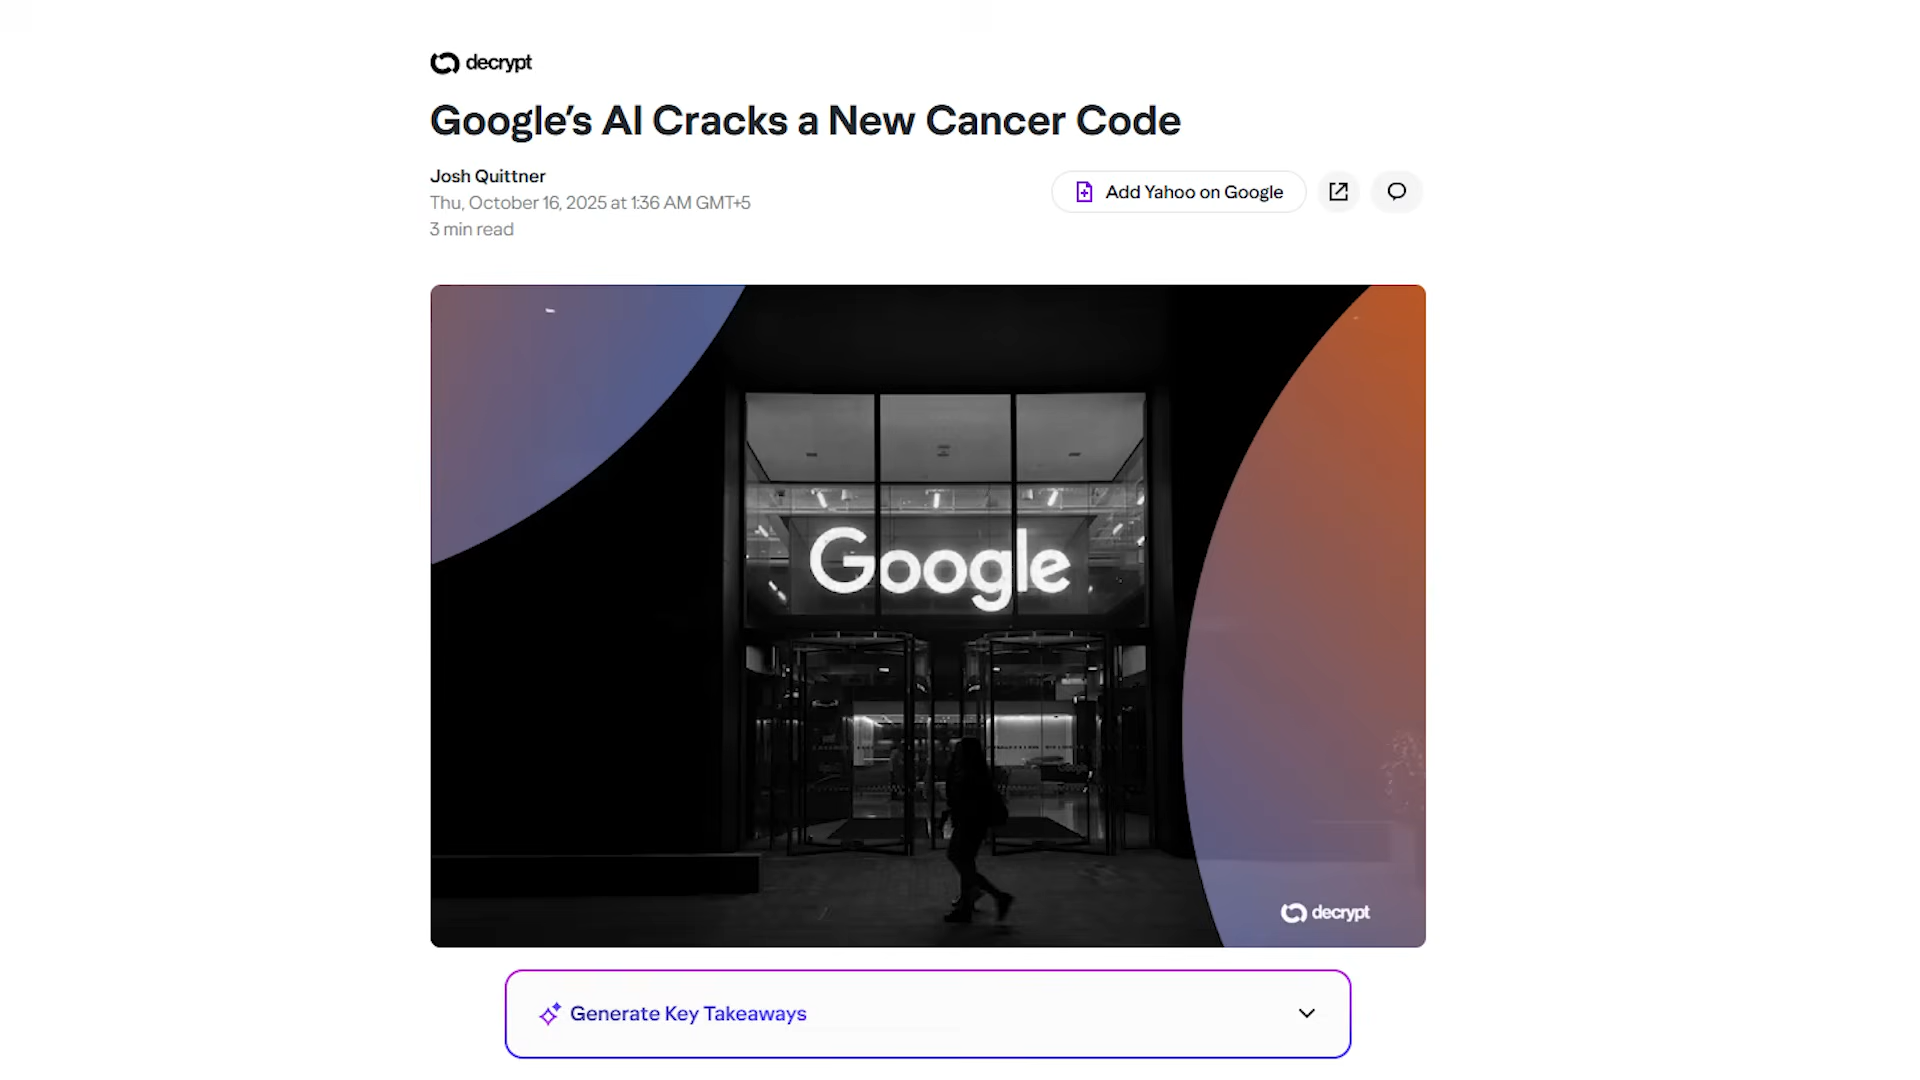 decrypt
Google’s AI Cracks a New Cancer Code
Josh Quittner
Thu, October 16, 2025 at 1:36 AM GMT+5
3 min read
Add Yahoo on Google
Google
decrypt
Generate Key Takeaways